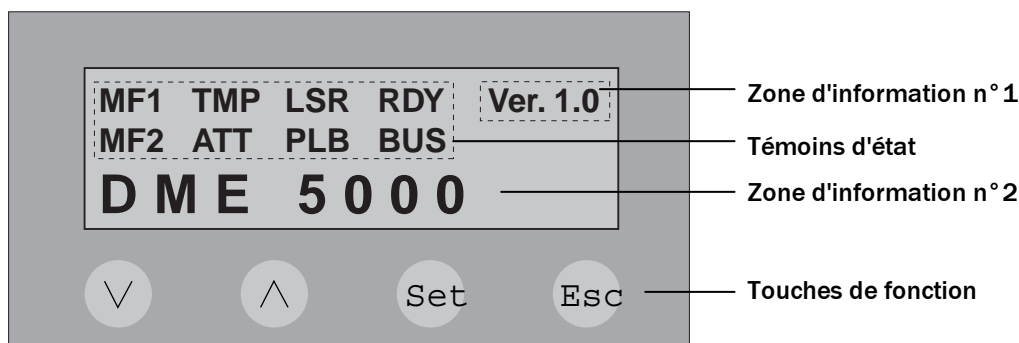 MF1 TMP LSR RDY Ver. 1.0
MF2 ATT PLB BUS
DME 5000
Set Esc
Zone d'information n°1
Témoins d'état
Zone d'information n°2
Touches de fonction